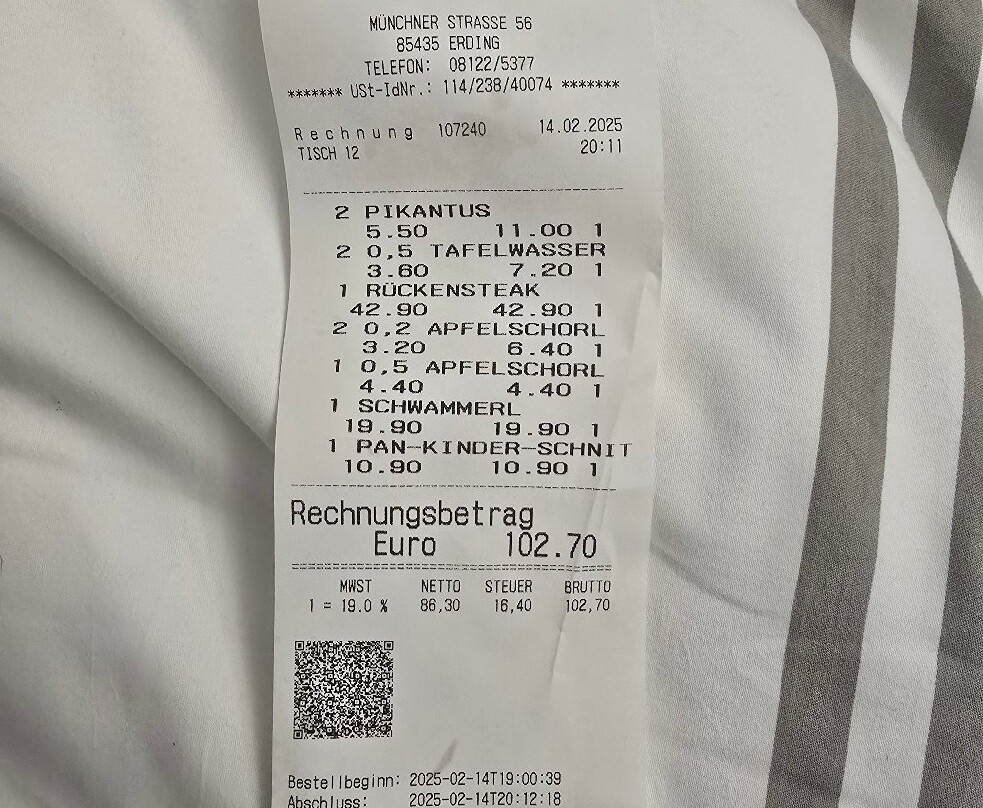 MÜNCHNER STRASSE 56
85435 ERDING
TELEFON: 08122/5377
******* USt-IdNr.: 114/238/40074 *******
Rechnung 107240 14.02.2025
TISCH 12 20:11
2 PIKANTUS
5.50 11.00 1
2 0,5 TAFELWASSER
3.60 7.20 1
1 RÜCKENSTEAK
42.90 42.90 1
2 0,2 APFELSCHORL
3.20 6.40 1
1 0,5 APFELSCHORL
4.40 4.40 1
1 SCHWAMMERL
19.90 19.90 1
1 PAN-KINDER-SCHNIT
10.90 10.90 1
Rechnungsbetrag
Euro 102.70
MWST NETTO STEUER BRUTTO
1 = 19.0 % 86,30 16,40 102,70
Bestellbeginn: 2025-02-14T19:00:39
Abschluss: 2025-02-14T20:12:18